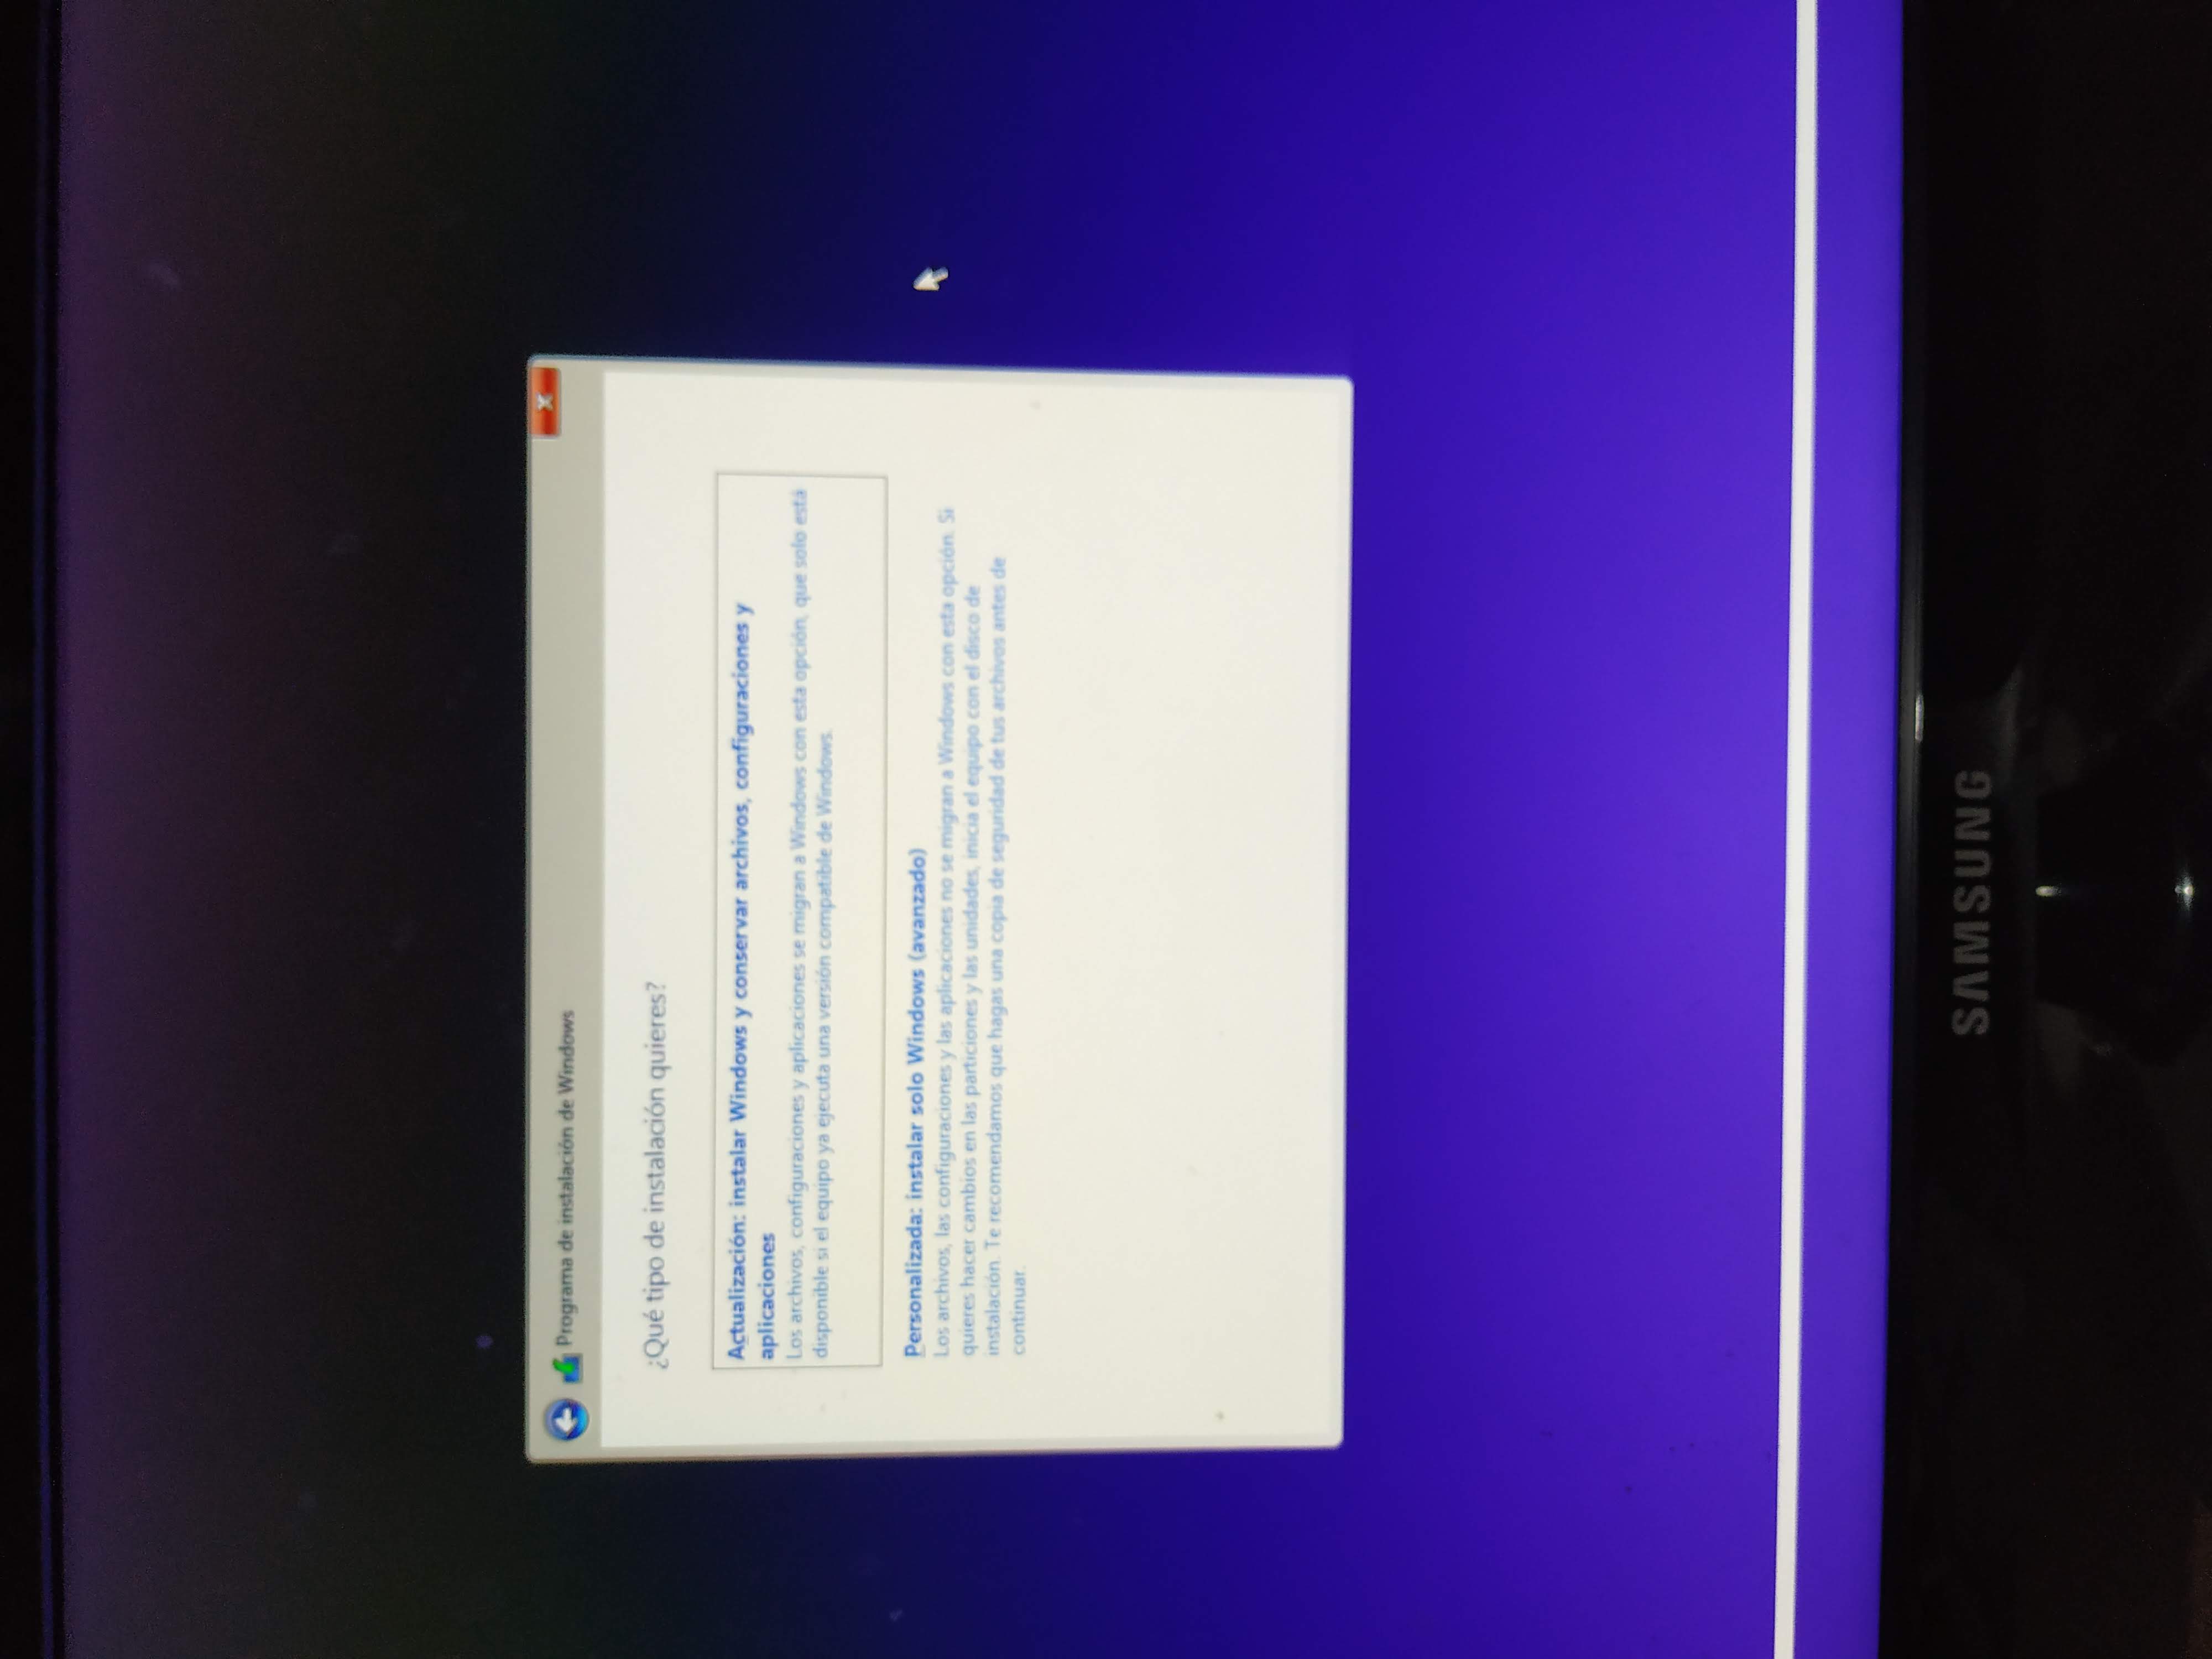 Programa de instalación de Windows
¿Qué tipo de instalación quieres?
Actualización: instalar Windows y conservar archivos, configuraciones y
aplicaciones
Los archivos, configuraciones y aplicaciones se migran a Windows con esta opción, que solo está
disponible si el equipo ya ejecuta una versión compatible de Windows.
Personalizada: instalar solo Windows (avanzado)
Los archivos, las configuraciones y las aplicaciones no se migran a Windows con esta opción. Si
quieres hacer cambios en las particiones y las unidades, inicia el equipo con el disco de
instalación. Te recomendamos que hagas una copia de seguridad de tus archivos antes de
continuar.
SAMSUNG